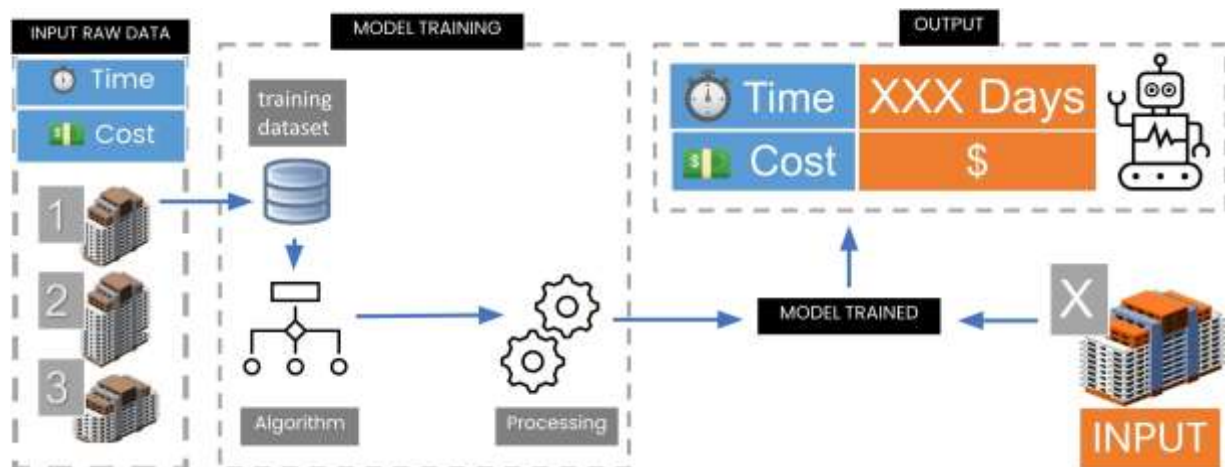 INPUT RAW DATA
Time
Cost
1
2
3
MODEL TRAINING
training
dataset
Algorithm
Processing
MODEL TRAINED
OUTPUT
Time
XXX Days
Cost
$
X
INPUT